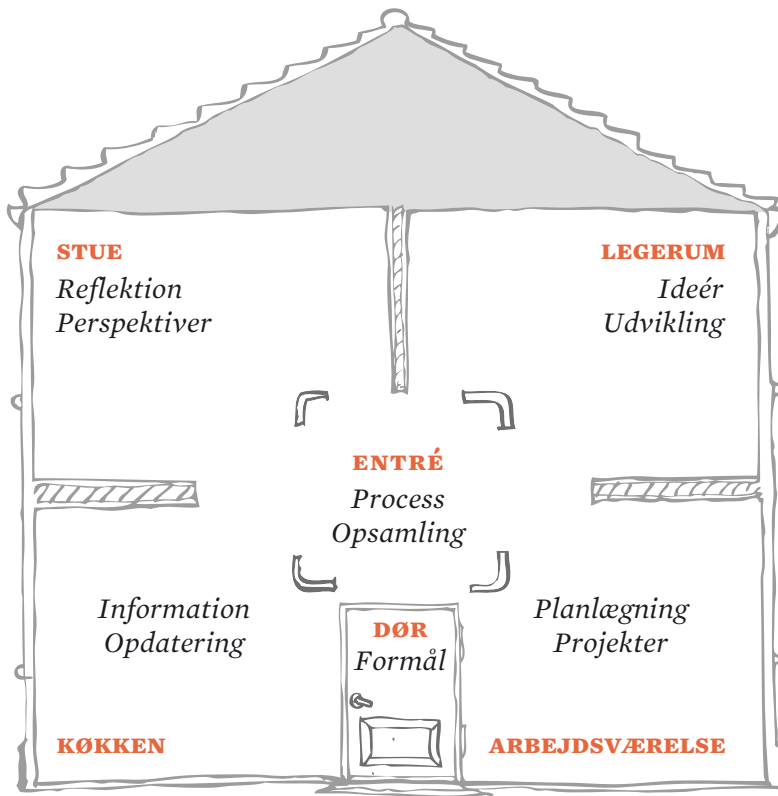 STUE
Reflektion
Perspektiver
LEGERUM
Ideér
Udvikling
ENTRÉ
Process
Opsamling
Information
Opdatering
KØKKEN
DØR
Formål
Planlægning
Projekter
ARBEJDSVÆRELSE